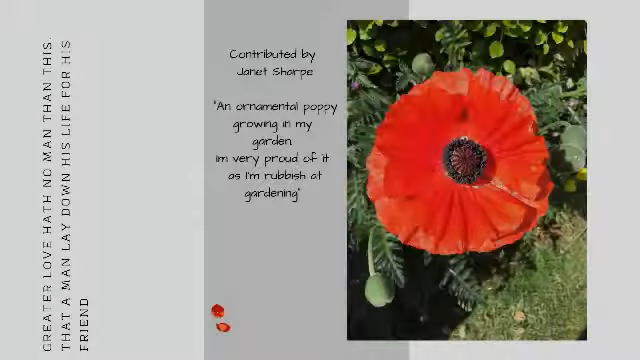 GREATER LOVE HATH NO MAN THAN THIS.
THAT A MAN LAY DOWN HIS LIFE FOR HIS
FRIEND
Contributed by
Janet Sharpe
"An ornamental poppy
growing in my
garden.
im very proud of it
as I'm rubbish at
gardening"